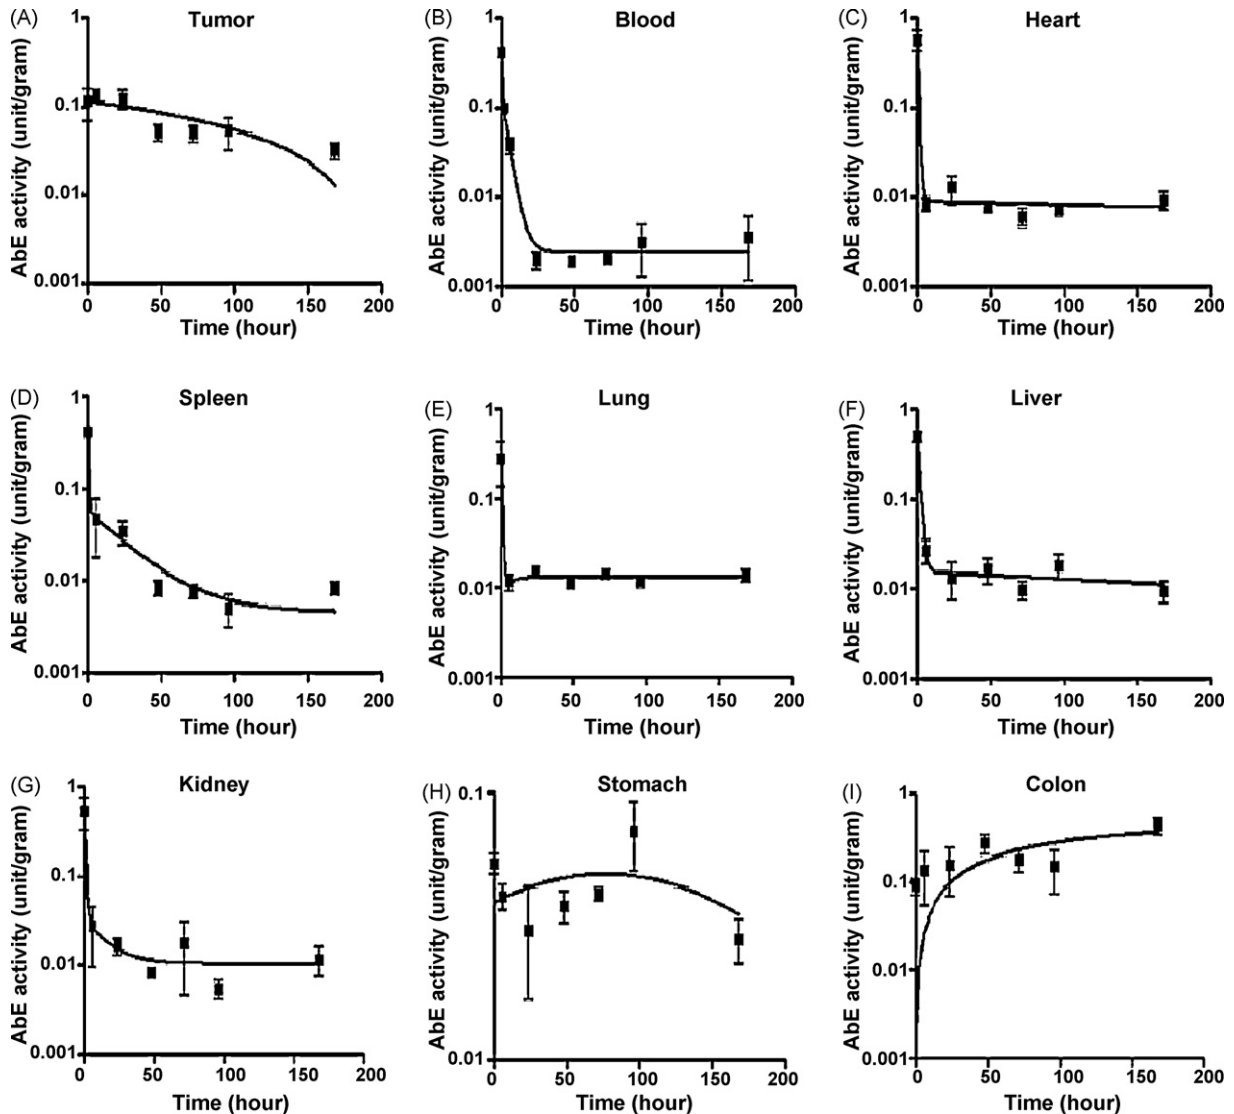 (A) Tumor
AbE activity (unit/gram)
1
0.1
0.01
0.001
0 50 100 150 200
Time (hour)
(B) Blood
AbE activity (unit/gram)
1
0.1
0.01
0.001
0 50 100 150 200
Time (hour)
(C) Heart
AbE activity (unit/gram)
1
0.1
0.01
0.001
0 50 100 150 200
Time (hour)
(D) Spleen
AbE activity (unit/gram)
1
0.1
0.01
0.001
0 50 100 150 200
Time (hour)
(E) Lung
AbE activity (unit/gram)
1
0.1
0.01
0.001
0 50 100 150 200
Time (hour)
(F) Liver
AbE activity (unit/gram)
1
0.1
0.01
0.001
0 50 100 150 200
Time (hour)
(G) Kidney
AbE activity (unit/gram)
1
0.1
0.01
0.001
0 50 100 150 200
Time (hour)
(H) Stomach
AbE activity (unit/gram)
0.1
0.01
0 50 100 150 200
Time (hour)
(I) Colon
AbE activity (unit/gram)
1
0.1
0.01
0.001
0 50 100 150 200
Time (hour)